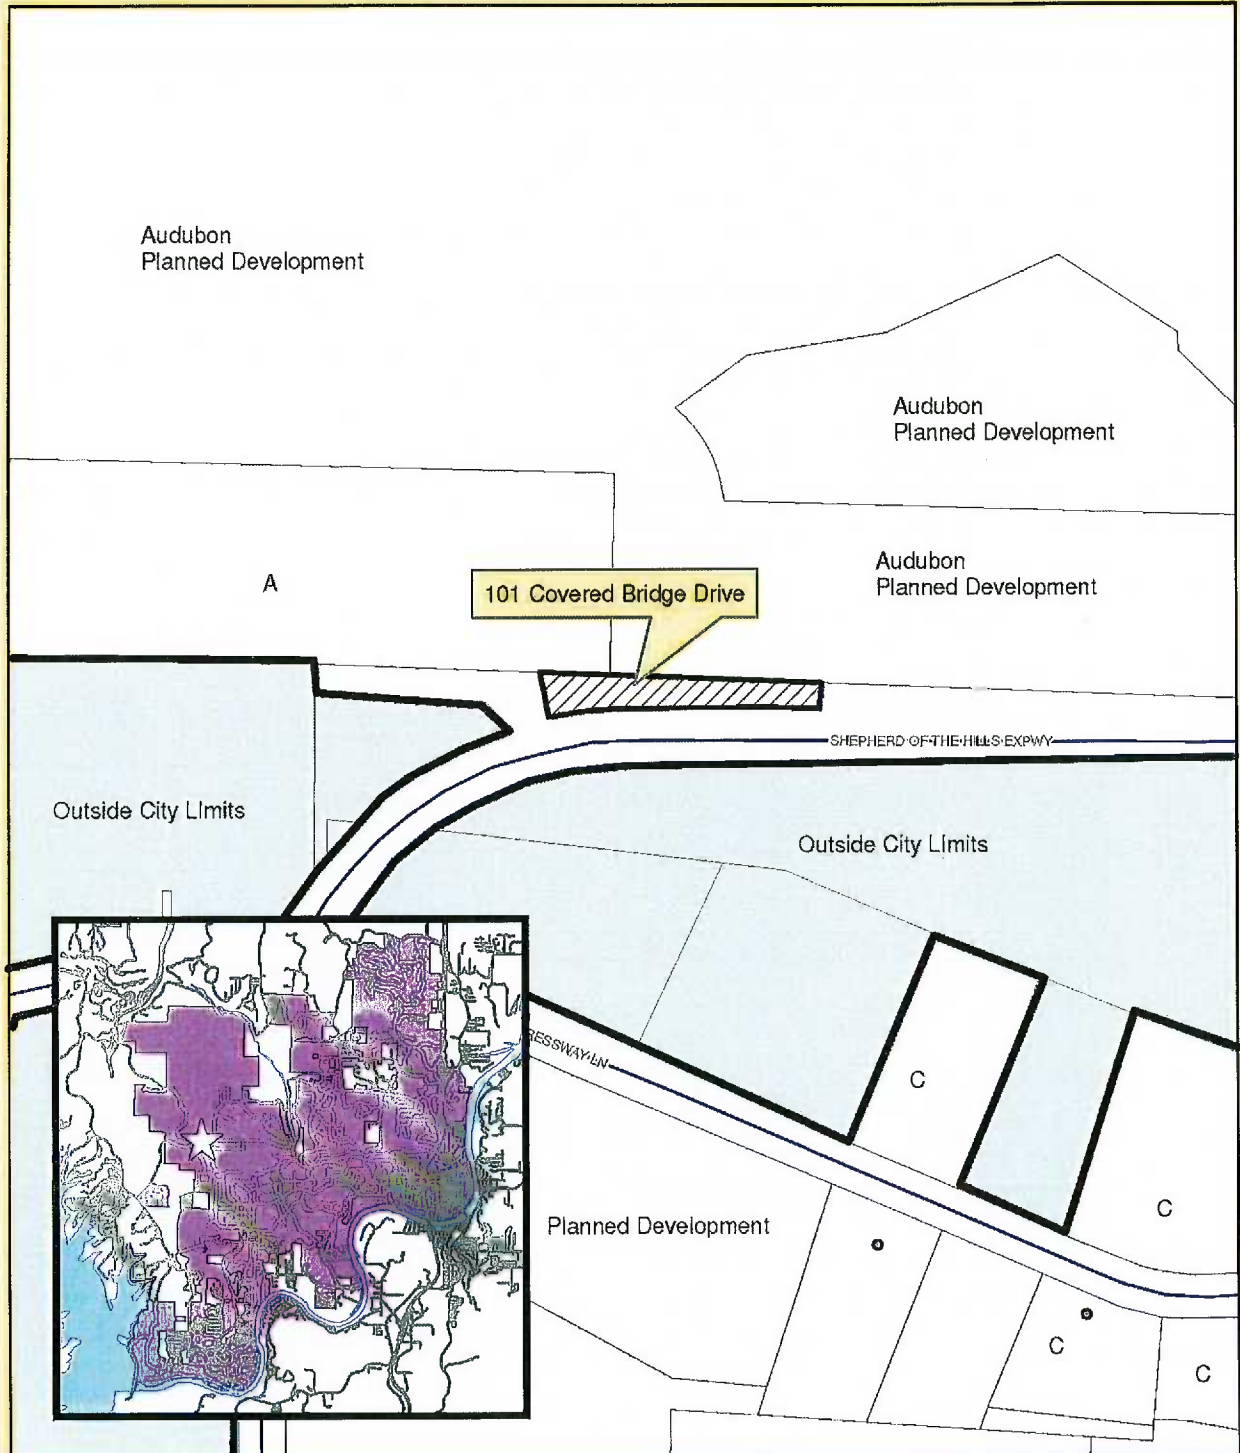 Audubon
Planned Development
Audubon
Planned Development
Audubon
Planned Development
A
101 Covered Bridge Drive
SHEPHERD OF THE HILLS EXPWY
Outside City LImits
Outside City LImits
RESSWAY LN
C
C
Planned Development
C
C